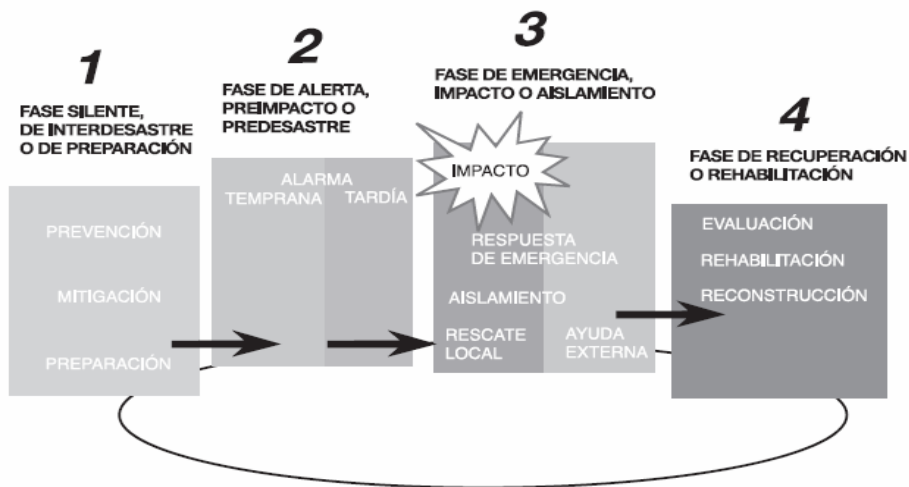 1
FASE SILENTE,
DE INTERDESASTRE
O DE PREPARACIÓN
PREVENCIÓN
MITIGACIÓN
PREPARACIÓN
2
FASE DE ALERTA,
PREIMPACTO O
PREDESASTRE
ALARMA
TEMPRANA TARDÍA
3
FASE DE EMERGENCIA,
IMPACTO O AISLAMIENTO
IMPACTO
RESPUESTA
DE EMERGENCIA
AISLAMIENTO
RESCATE
LOCAL
AYUDA
EXTERNA
4
FASE DE RECUPERACIÓN
O REHABILITACIÓN
EVALUACIÓN
REHABILITACIÓN
RECONSTRUCCIÓN